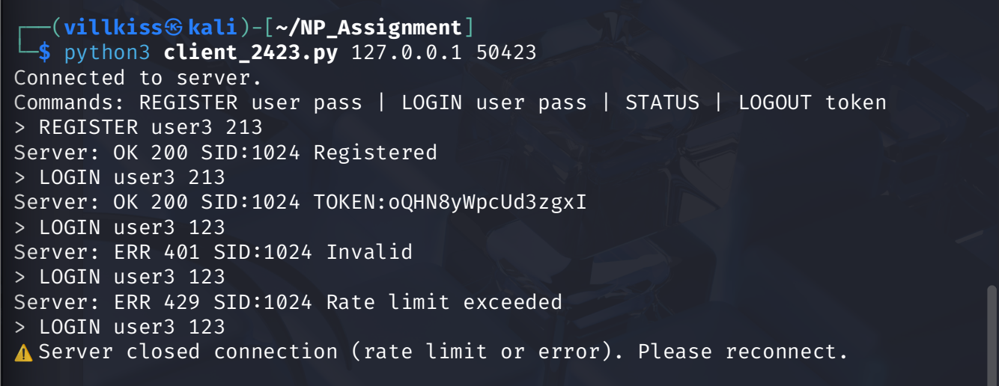 ┌──(villkiss㉿kali)-[~/NP_Assignment]
└─$ python3 client_2423.py 127.0.0.1 50423
Connected to server.
Commands: REGISTER user pass | LOGIN user pass | STATUS | LOGOUT token
> REGISTER user3 213
Server: OK 200 SID:1024 Registered
> LOGIN user3 213
Server: OK 200 SID:1024 TOKEN:oQHN8yWpcUd3zgxI
> LOGIN user3 123
Server: ERR 401 SID:1024 Invalid
> LOGIN user3 123
Server: ERR 429 SID:1024 Rate limit exceeded
> LOGIN user3 123
⚠️ Server closed connection (rate limit or error). Please reconnect.